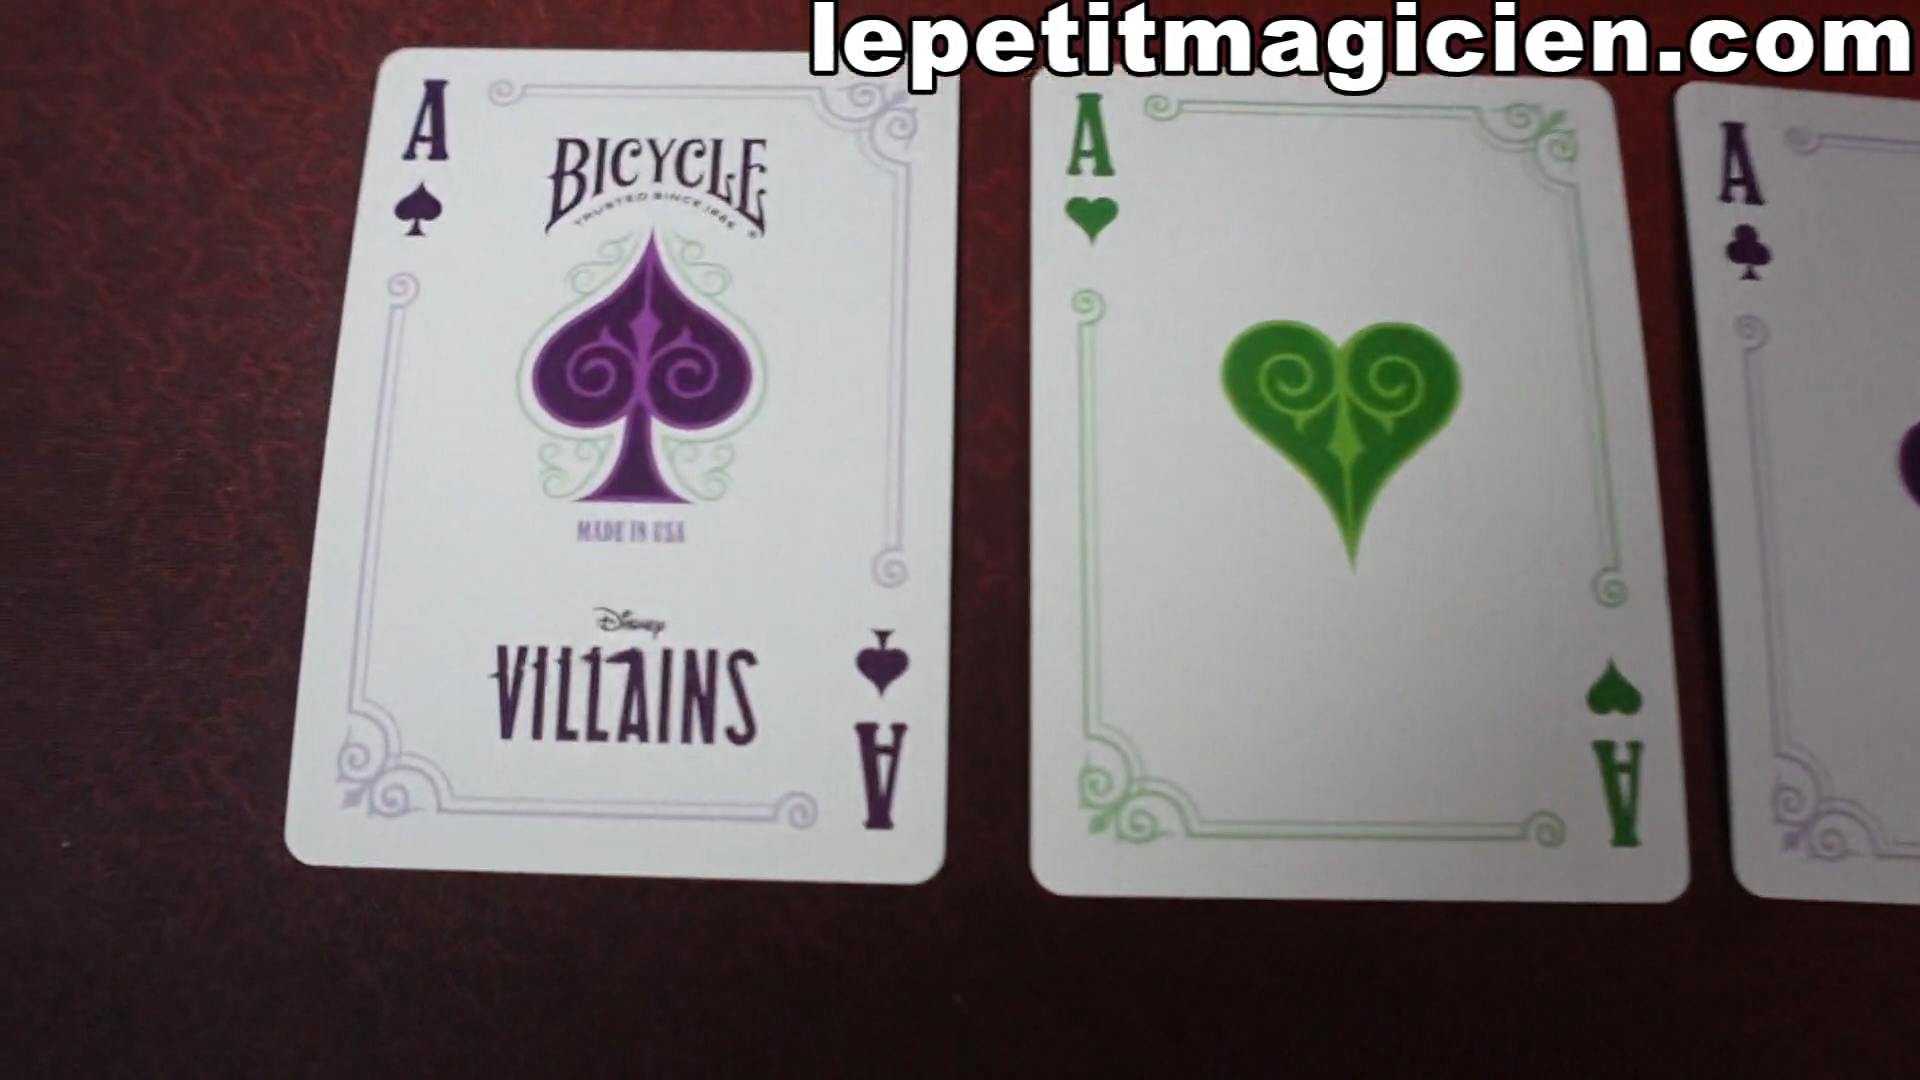 lepetitmagicien.com
A
BICYCLE
TRUSTED SINCE 1885 ®
MADE IN USA
Disney
VILLAINS
A
A
A
A